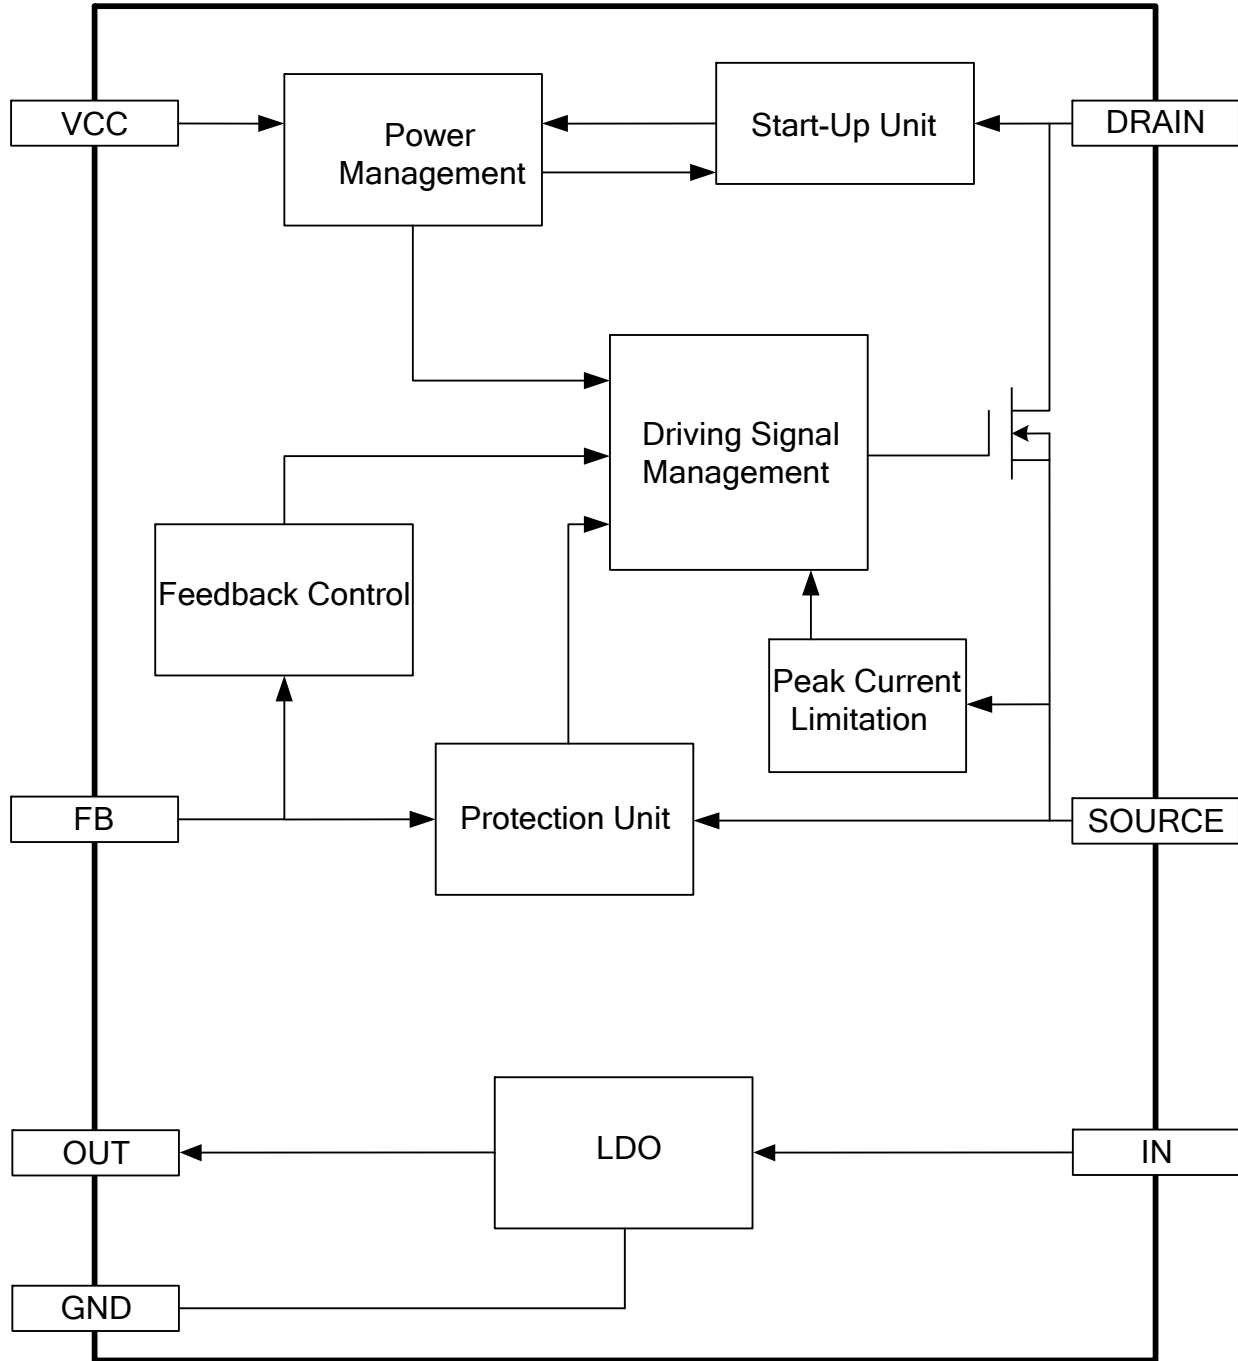 VCC
Power
Management
Start-Up Unit
DRAIN
Driving Signal
Management
Feedback Control
Peak Current
Limitation
FB
Protection Unit
SOURCE
OUT
LDO
IN
GND